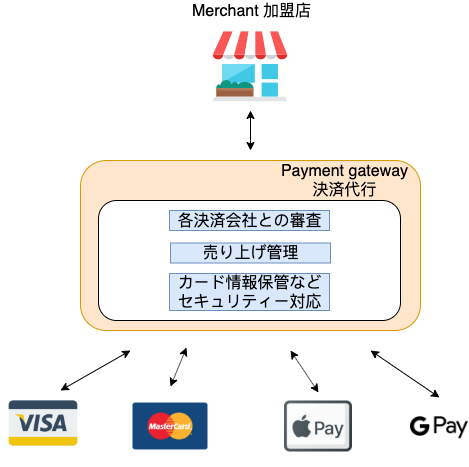 Merchant 加盟店
Payment gateway
決済代行
各決済会社との審査
売り上げ管理
カード情報保管など
セキュリティー対応
VISA
MasterCard
Pay
G Pay